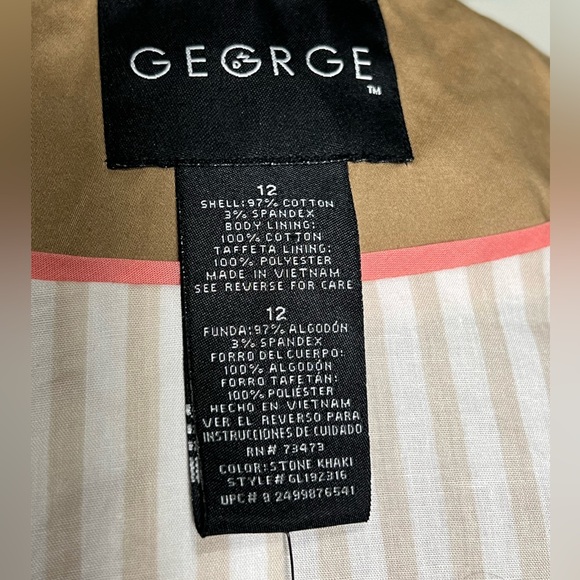 GEORGE
TM
12
SHELL: 97% COTTON
3% SPANDEX
BODY LINING:
100% COTTON
TAFFETA LINING:
100% POLYESTER
MADE IN VIETNAM
SEE REVERSE FOR CARE
12
FUNDA: 97% ALGODÓN
3% SPANDEX
FORRO DEL CUERPO:
100% ALGODÓN
FORRO TAFETÁN:
100% POLIÉSTER
HECHO EN VIETNAM
VER EL REVERSO PARA
INSTRUCCIONES DE CUIDADO
RN# 73473
COLOR: STONE KHAKI
STYLE# GL192316
UPC# 8 2499876541